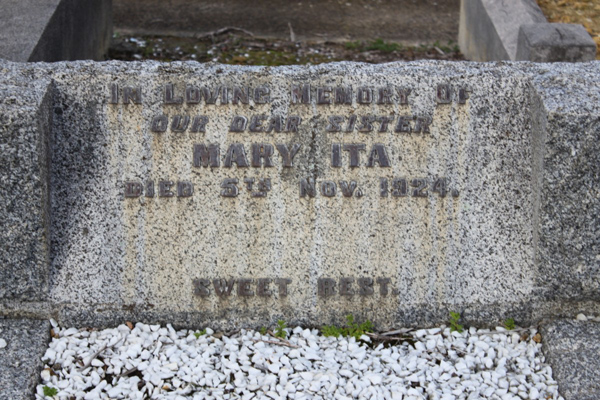 IN LOVING MEMORY OF
OUR DEAR SISTER
MARY ITA
DIED 5TH NOV. 1924.
SWEET REST.